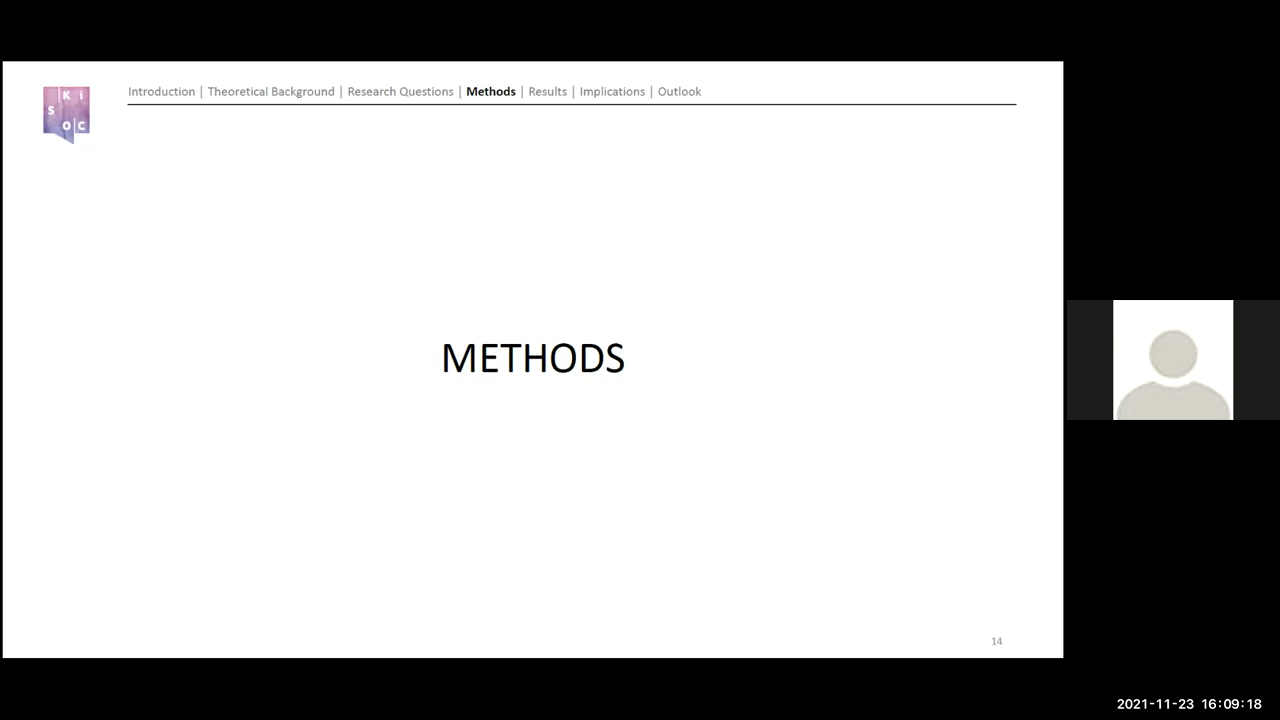 K i
S
O C
Introduction | Theoretical Background | Research Questions | Methods | Results | Implications | Outlook
METHODS
14
2021-11-23 16:09:18